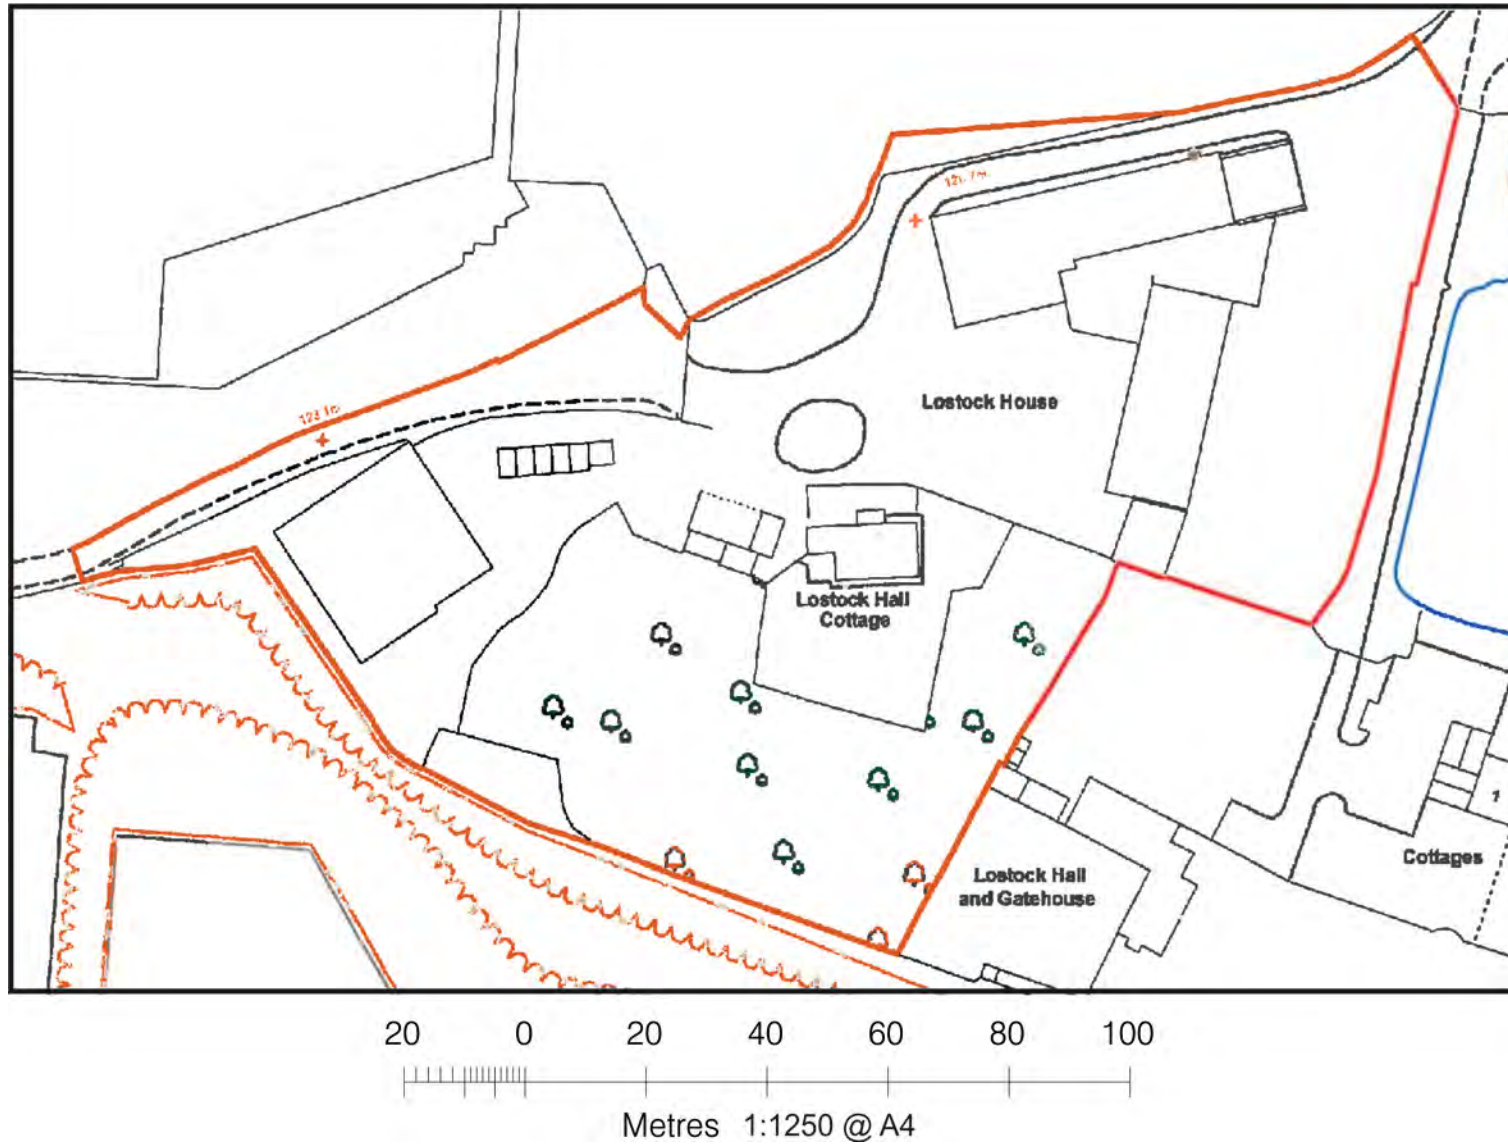 Lostock House
Lostock Hall
Cottage
Lostock Hall
and Gatehouse
1
Cottages
20 0 20 40 60 80 100
Metres 1:1250 @ A4